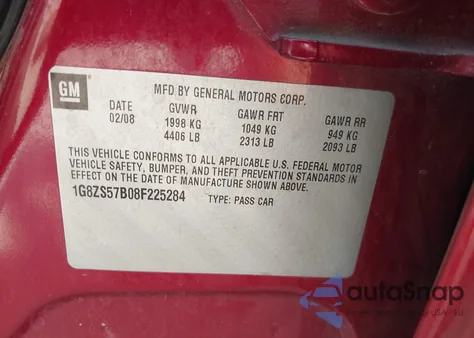 GM
MFD BY GENERAL MOTORS CORP.
DATE GVWR GAWR FRT GAWR RR
02/08 1998 KG 1049 KG 949 KG
4406 LB 2313 LB 2093 LB
THIS VEHICLE CONFORMS TO ALL APPLICABLE U.S. FEDERAL MOTOR
VEHICLE SAFETY, BUMPER, AND THEFT PREVENTION STANDARDS
IN EFFECT ON THE DATE OF MANUFACTURE SHOWN ABOVE.
1G8ZS57B08F225284 TYPE: PASS CAR
autoSnap